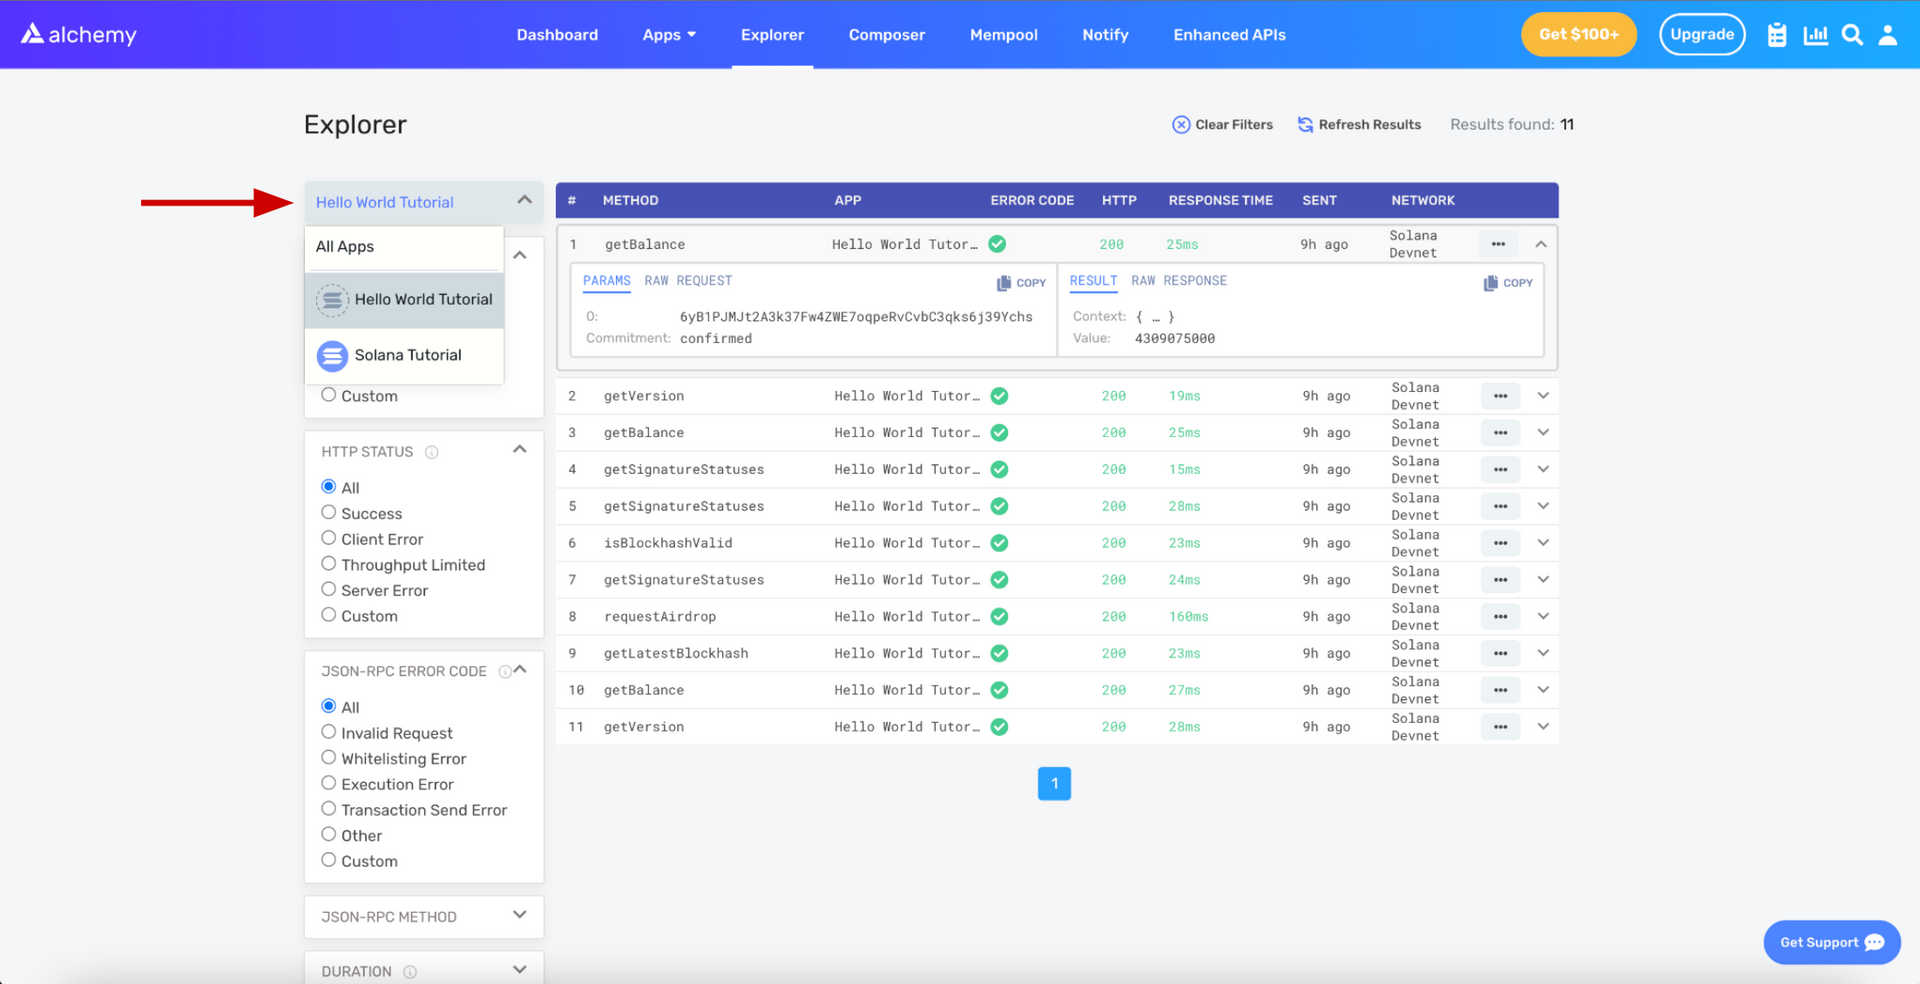 alchemy
Dashboard Apps Explorer Composer Mempool Notify Enhanced APIs Get $100+ Upgrade
Explorer
Clear Filters Refresh Results Results found: 11
Hello World Tutorial
All Apps
Hello World Tutorial
Solana Tutorial
Custom
HTTP STATUS
All
Success
Client Error
Throughput Limited
Server Error
Custom
JSON-RPC ERROR CODE
All
Invalid Request
Whitelisting Error
Execution Error
Transaction Send Error
Other
Custom
JSON-RPC METHOD
DURATION
# METHOD APP ERROR CODE HTTP RESPONSE TIME SENT NETWORK
1 getBalance Hello World Tutor… 200 25ms 9h ago Solana Devnet
PARAMS RAW REQUEST COPY
0: 6yB1PJMJt2A3k37Fw4ZWE7oqpeRvCvbC3qks6j39Ychs
Commitment: confirmed
RESULT RAW RESPONSE COPY
Context: { … }
Value: 4309075000
2 getVersion Hello World Tutor… 200 19ms 9h ago Solana Devnet
3 getBalance Hello World Tutor… 200 25ms 9h ago Solana Devnet
4 getSignatureStatuses Hello World Tutor… 200 15ms 9h ago Solana Devnet
5 getSignatureStatuses Hello World Tutor… 200 28ms 9h ago Solana Devnet
6 isBlockhashValid Hello World Tutor… 200 23ms 9h ago Solana Devnet
7 getSignatureStatuses Hello World Tutor… 200 24ms 9h ago Solana Devnet
8 requestAirdrop Hello World Tutor… 200 160ms 9h ago Solana Devnet
9 getLatestBlockhash Hello World Tutor… 200 23ms 9h ago Solana Devnet
10 getBalance Hello World Tutor… 200 27ms 9h ago Solana Devnet
11 getVersion Hello World Tutor… 200 28ms 9h ago Solana Devnet
1
Get Support